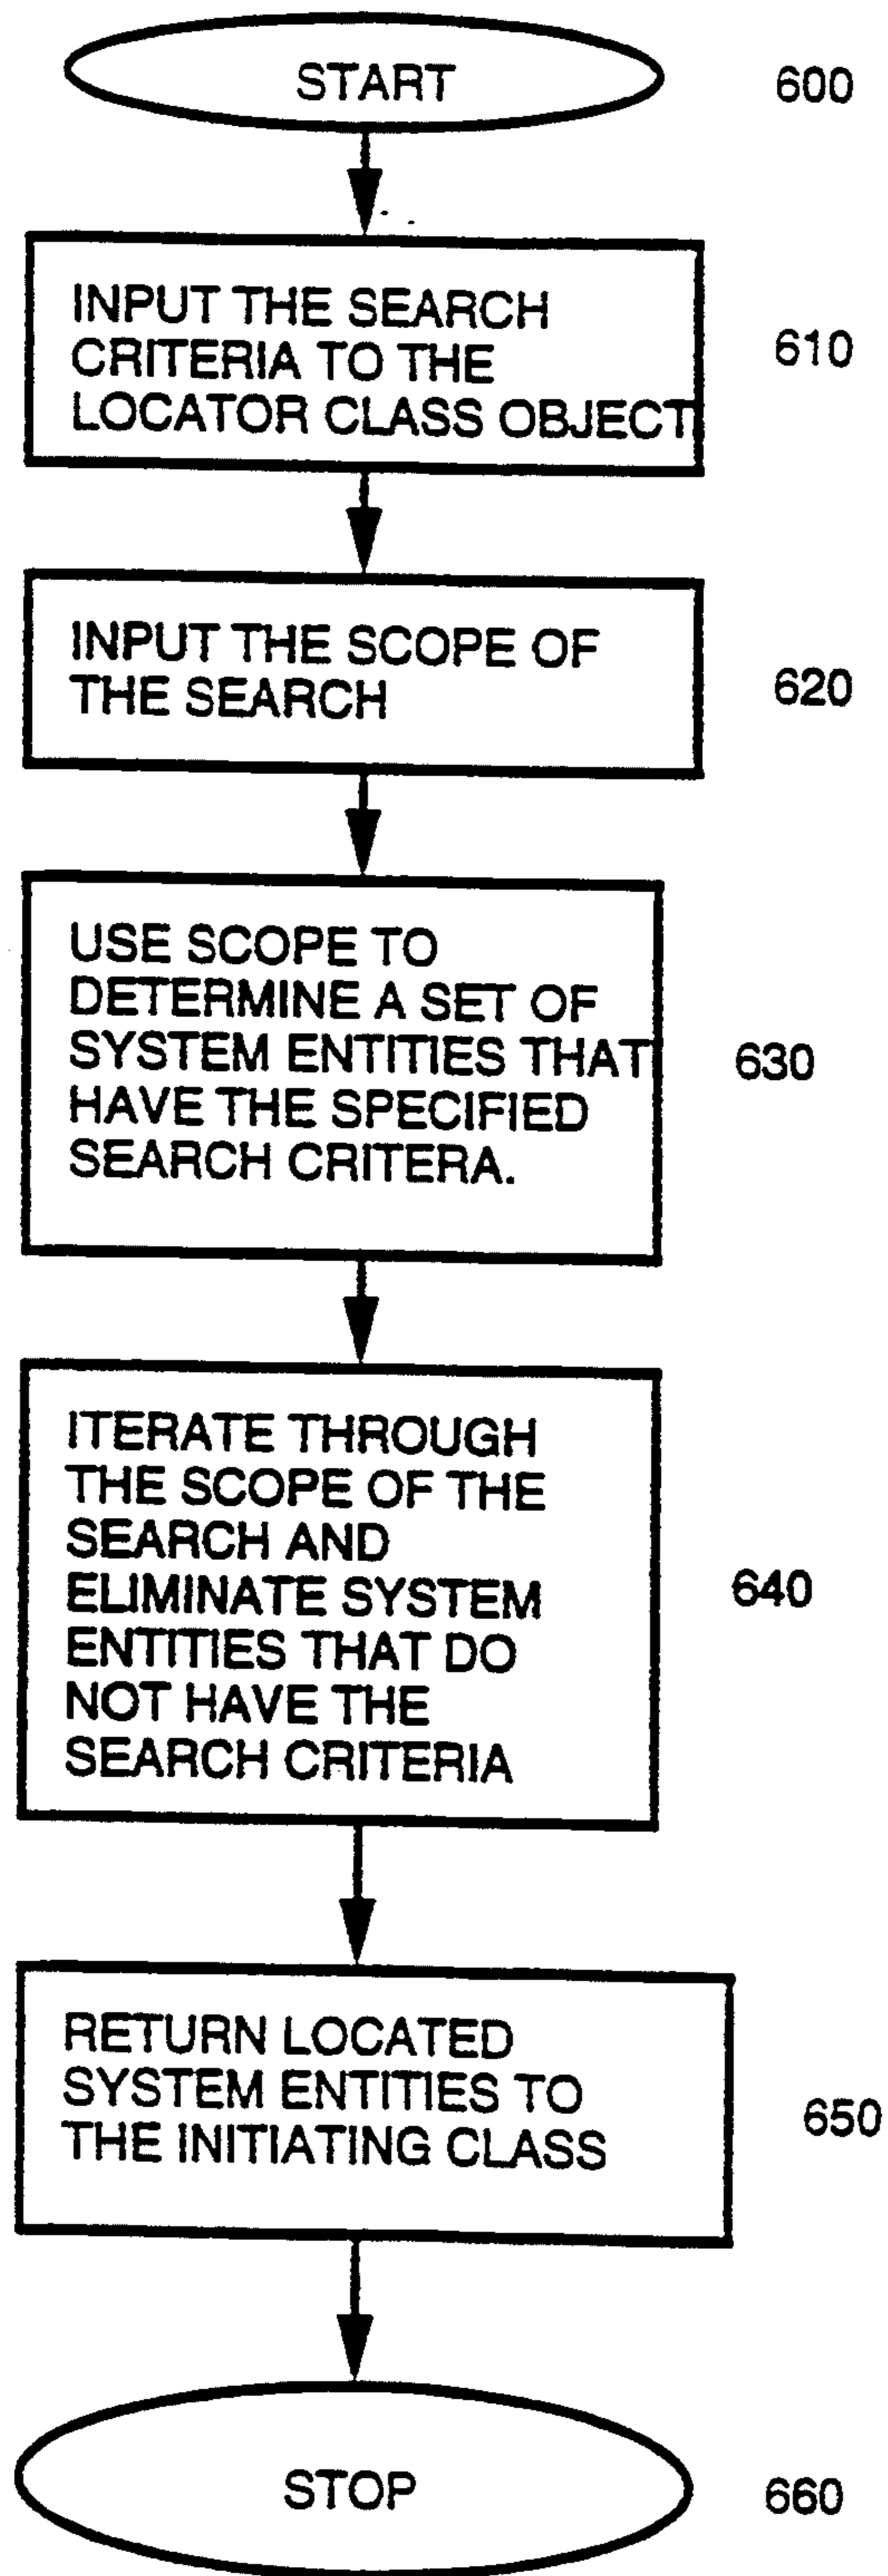 START
600
INPUT THE SEARCH
CRITERIA TO THE
LOCATOR CLASS OBJECT
610
INPUT THE SCOPE OF
THE SEARCH
620
USE SCOPE TO
DETERMINE A SET OF
SYSTEM ENTITIES THAT
HAVE THE SPECIFIED
SEARCH CRITERA.
630
ITERATE THROUGH
THE SCOPE OF THE
SEARCH AND
ELIMINATE SYSTEM
ENTITIES THAT DO
NOT HAVE THE
SEARCH CRITERIA
640
RETURN LOCATED
SYSTEM ENTITIES TO
THE INITIATING CLASS
650
STOP
660